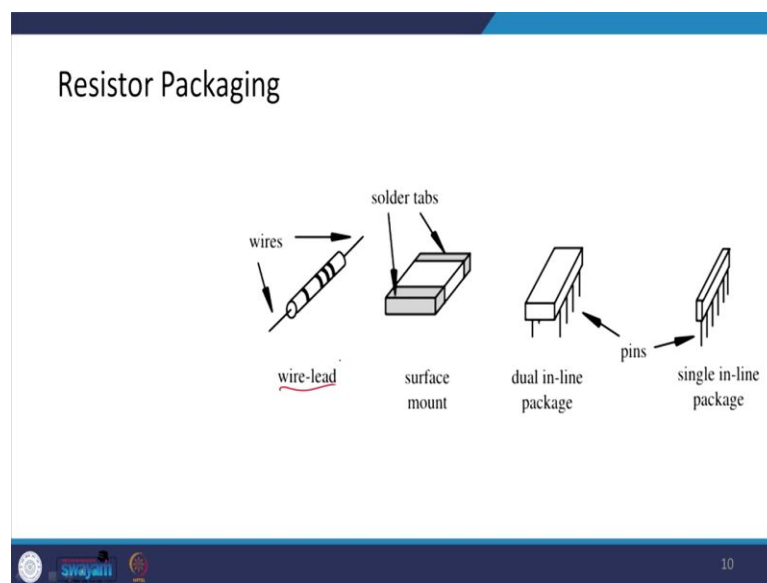 Resistor Packaging
solder tabs
wires
pins
wire-lead
surface
mount
dual in-line
package
single in-line
package
swayam
10